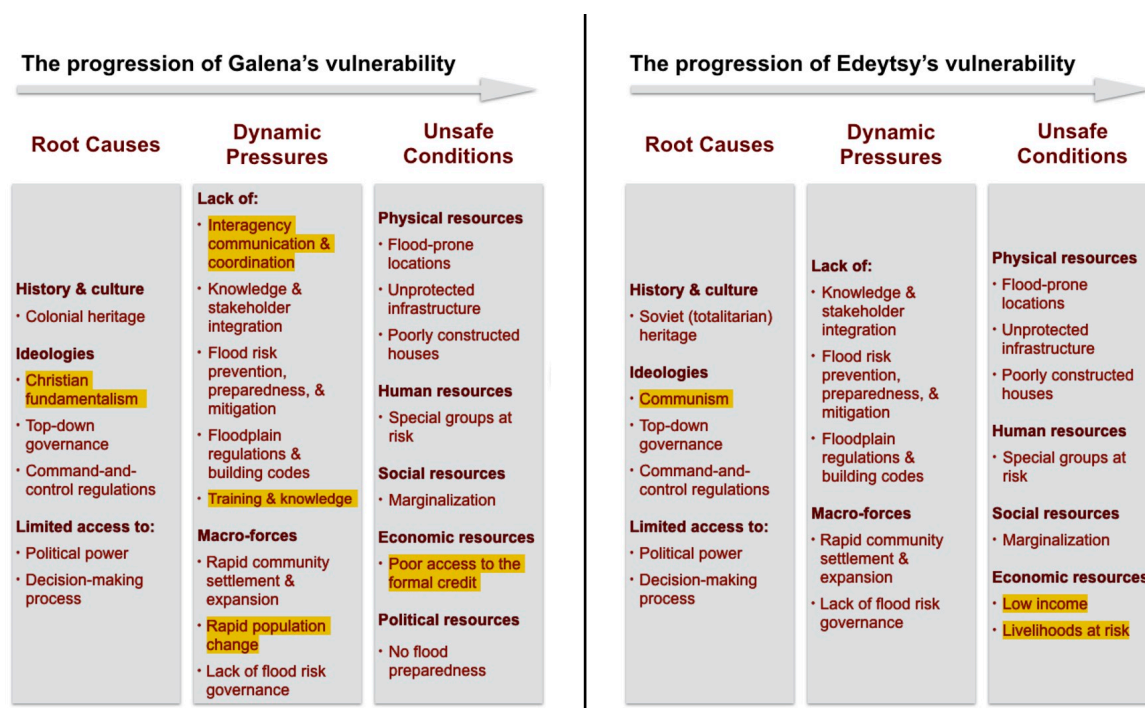 The progression of Galena's vulnerability
Root Causes
Dynamic
Pressures
Unsafe
Conditions
History & culture
• Colonial heritage
Ideologies
• Christian
fundamentalism
• Top-down
governance
• Command-and-
control regulations
Limited access to:
• Political power
• Decision-making
process
Lack of:
• Interagency
communication &
coordination
• Knowledge &
stakeholder
integration
• Flood risk
prevention,
preparedness, &
mitigation
• Floodplain
regulations &
building codes
• Training & knowledge
Macro-forces
• Rapid community
settlement &
expansion
• Rapid population
change
• Lack of flood risk
governance
Physical resources
• Flood-prone
locations
• Unprotected
infrastructure
• Poorly constructed
houses
Human resources
• Special groups at
risk
Social resources
• Marginalization
Economic resources
• Poor access to the
formal credit
Political resources
• No flood
preparedness
The progression of Edeytsy's vulnerability
Root Causes
Dynamic
Pressures
Unsafe
Conditions
History & culture
• Soviet (totalitarian)
heritage
Ideologies
• Communism
• Top-down
governance
• Command-and-
control regulations
Limited access to:
• Political power
• Decision-making
process
Lack of:
• Knowledge &
stakeholder
integration
• Flood risk
prevention,
preparedness, &
mitigation
• Floodplain
regulations &
building codes
Macro-forces
• Rapid community
settlement &
expansion
• Lack of flood risk
governance
Physical resources
• Flood-prone
locations
• Unprotected
infrastructure
• Poorly constructed
houses
Human resources
• Special groups at
risk
Social resources
• Marginalization
Economic resources
• Low income
• Livelihoods at risk